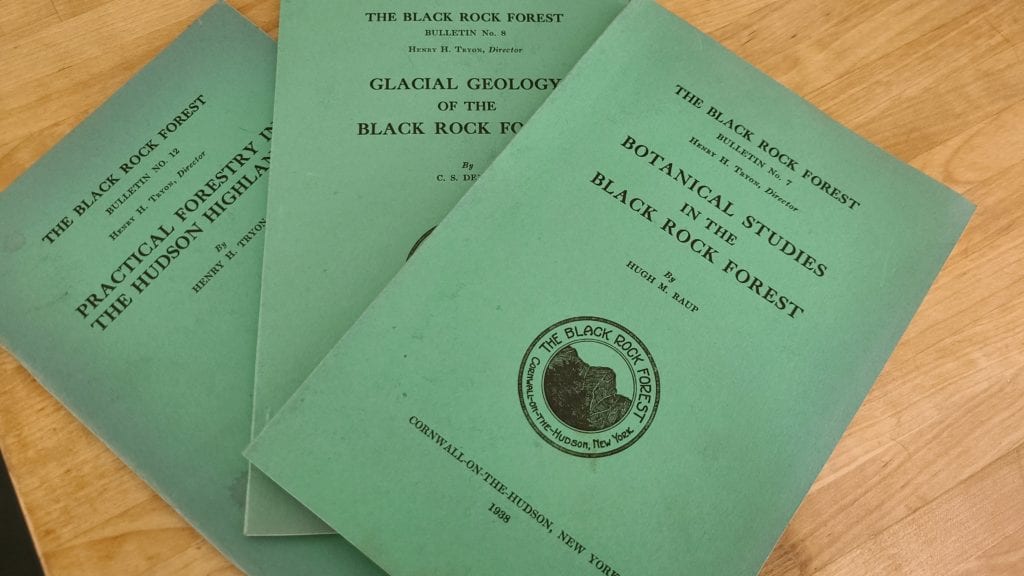 THE BLACK ROCK FOREST
BULLETIN NO. 12
HENRY H. TRYON, Director
PRACTICAL FORESTRY IN
THE HUDSON
By
HENRY H. TRYON
THE BLACK ROCK FOREST
BULLETIN No. 8
HENRY H. TRYON, Director
GLACIAL GEOLOGY
OF THE
BLACK ROCK
By
C. S.
THE BLACK ROCK FOREST
BULLETIN No. 7
HENRY H. TRYON, Director
BOTANICAL STUDIES
IN THE
BLACK ROCK FOREST
By
HUGH M. RAUP
THE BLACK ROCK FOREST
CORNWALL-ON-THE-HUDSON, NEW YORK
CORNWALL-ON-THE-HUDSON, NEW YORK
1938